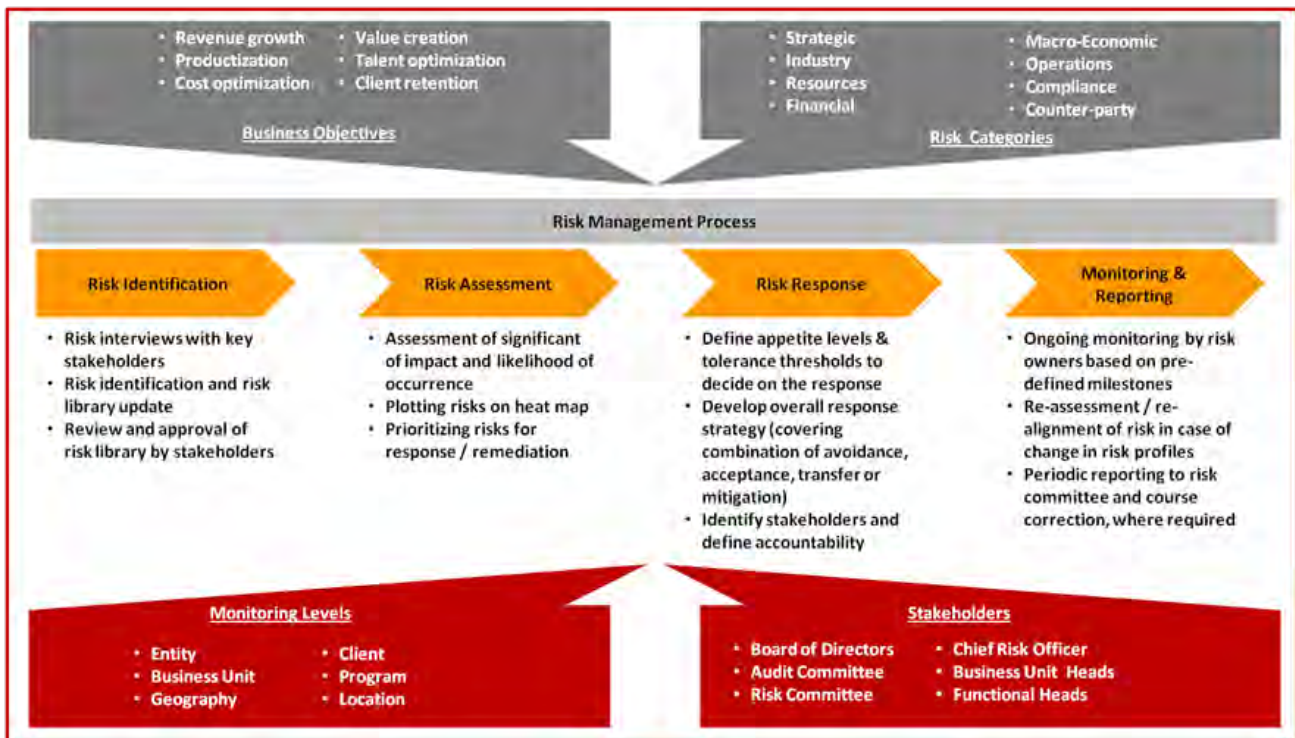 • Revenue growth
• Productization
• Cost optimization
• Value creation
• Talent optimization
• Client retention
Business Objectives
• Strategic
• Industry
• Resources
• Financial
• Macro-Economic
• Operations
• Compliance
• Counter-party
Risk Categories
Risk Management Process
Risk Identification
• Risk interviews with key
stakeholders
• Risk identification and risk
library update
• Review and approval of
risk library by stakeholders
Risk Assessment
• Assessment of significant
of impact and likelihood of
occurrence
• Plotting risks on heat map
• Prioritizing risks for
response / remediation
Risk Response
• Define appetite levels &
tolerance thresholds to
decide on the response
• Develop overall response
strategy (covering
combination of avoidance,
acceptance, transfer or
mitigation)
• Identify stakeholders and
define accountability
Monitoring &
Reporting
• Ongoing monitoring by risk
owners based on pre-
defined milestones
• Re-assessment / re-
alignment of risk in case of
change in risk profiles
• Periodic reporting to risk
committee and course
correction, where required
Monitoring Levels
• Entity
• Business Unit
• Geography
• Client
• Program
• Location
Stakeholders
• Board of Directors
• Audit Committee
• Risk Committee
• Chief Risk Officer
• Business Unit Heads
• Functional Heads